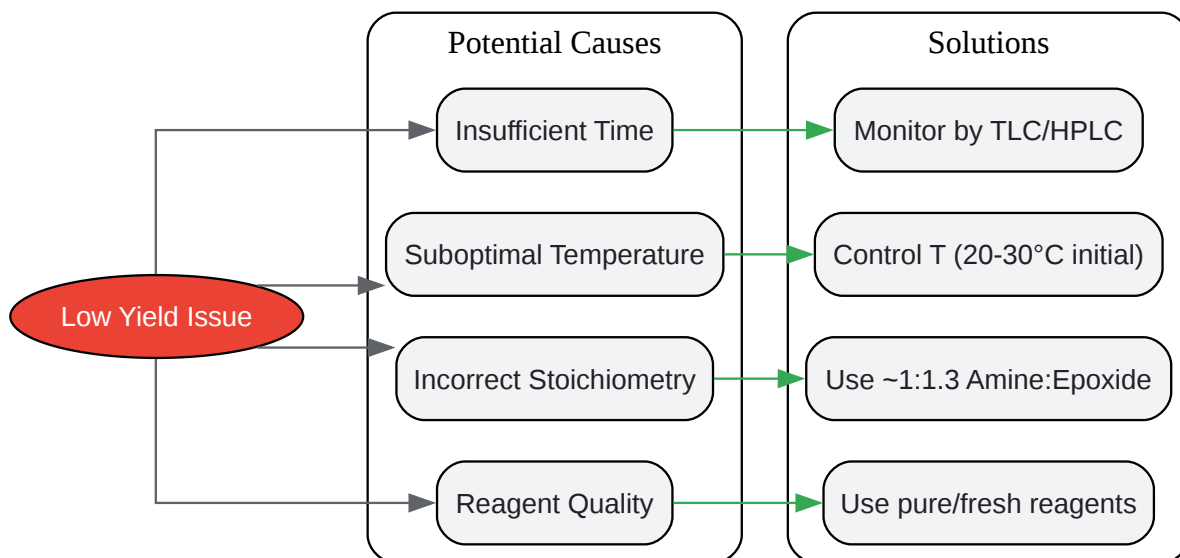 Potential Causes
Solutions
Insufficient Time
Monitor by TLC/HPLC
Suboptimal Temperature
Control T (20-30°C initial)
Low Yield Issue
Incorrect Stoichiometry
Use ~1:1.3 Amine:Epoxide
Reagent Quality
Use pure/fresh reagents